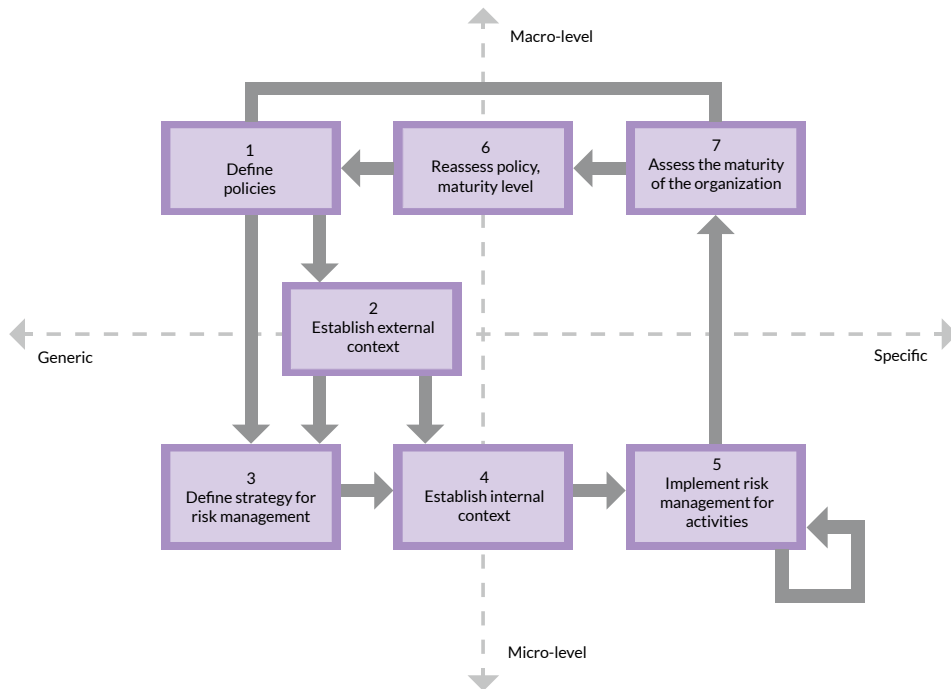 Macro-level
1
Define
policies
6
Reassess policy,
maturity level
7
Assess the maturity
of the organization
2
Establish external
context
Generic
Specific
3
Define strategy for
risk management
4
Establish internal
context
5
Implement risk
management for
activities
Micro-level